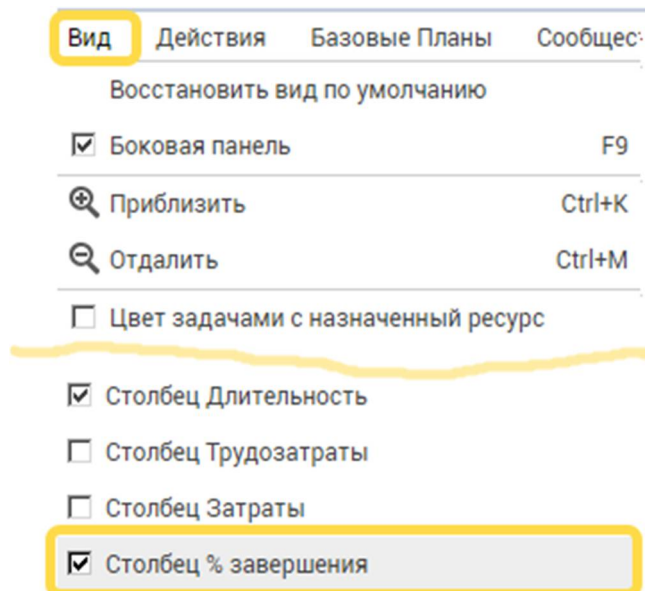 Вид Действия Базовые Планы Сообщес
Восстановить вид по умолчанию
Боковая панель F9
Приблизить Ctrl+K
Отдалить Ctrl+M
Цвет задачами с назначенный ресурс
Столбец Длительность
Столбец Трудозатраты
Столбец Затраты
Столбец % завершения